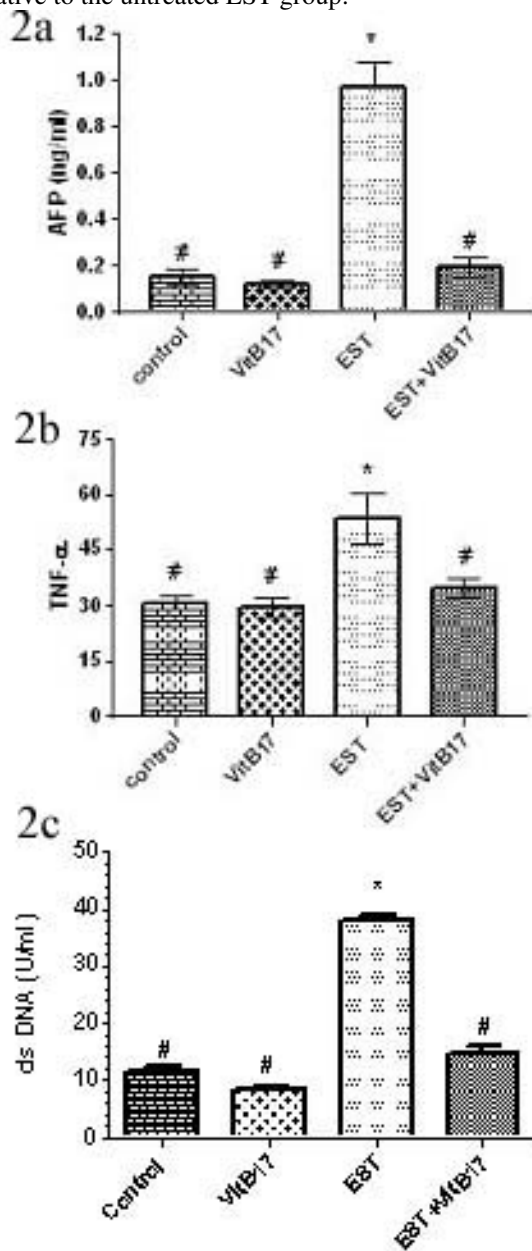 ative to the untreated EST group.
2a
1.2
1.0
0.8
0.6
0.4
0.2
0.0
AFP (ng/ml)
#
#
*
#
control
VitB17
EST
EST+VitB17
2b
75
60
45
30
15
0
TNF-α
#
#
*
#
control
VitB17
EST
EST+VitB17
2c
50
40
30
20
10
0
ds DNA (U/ml)
#
#
*
#
Control
VitB17
EST
EST+VitB17